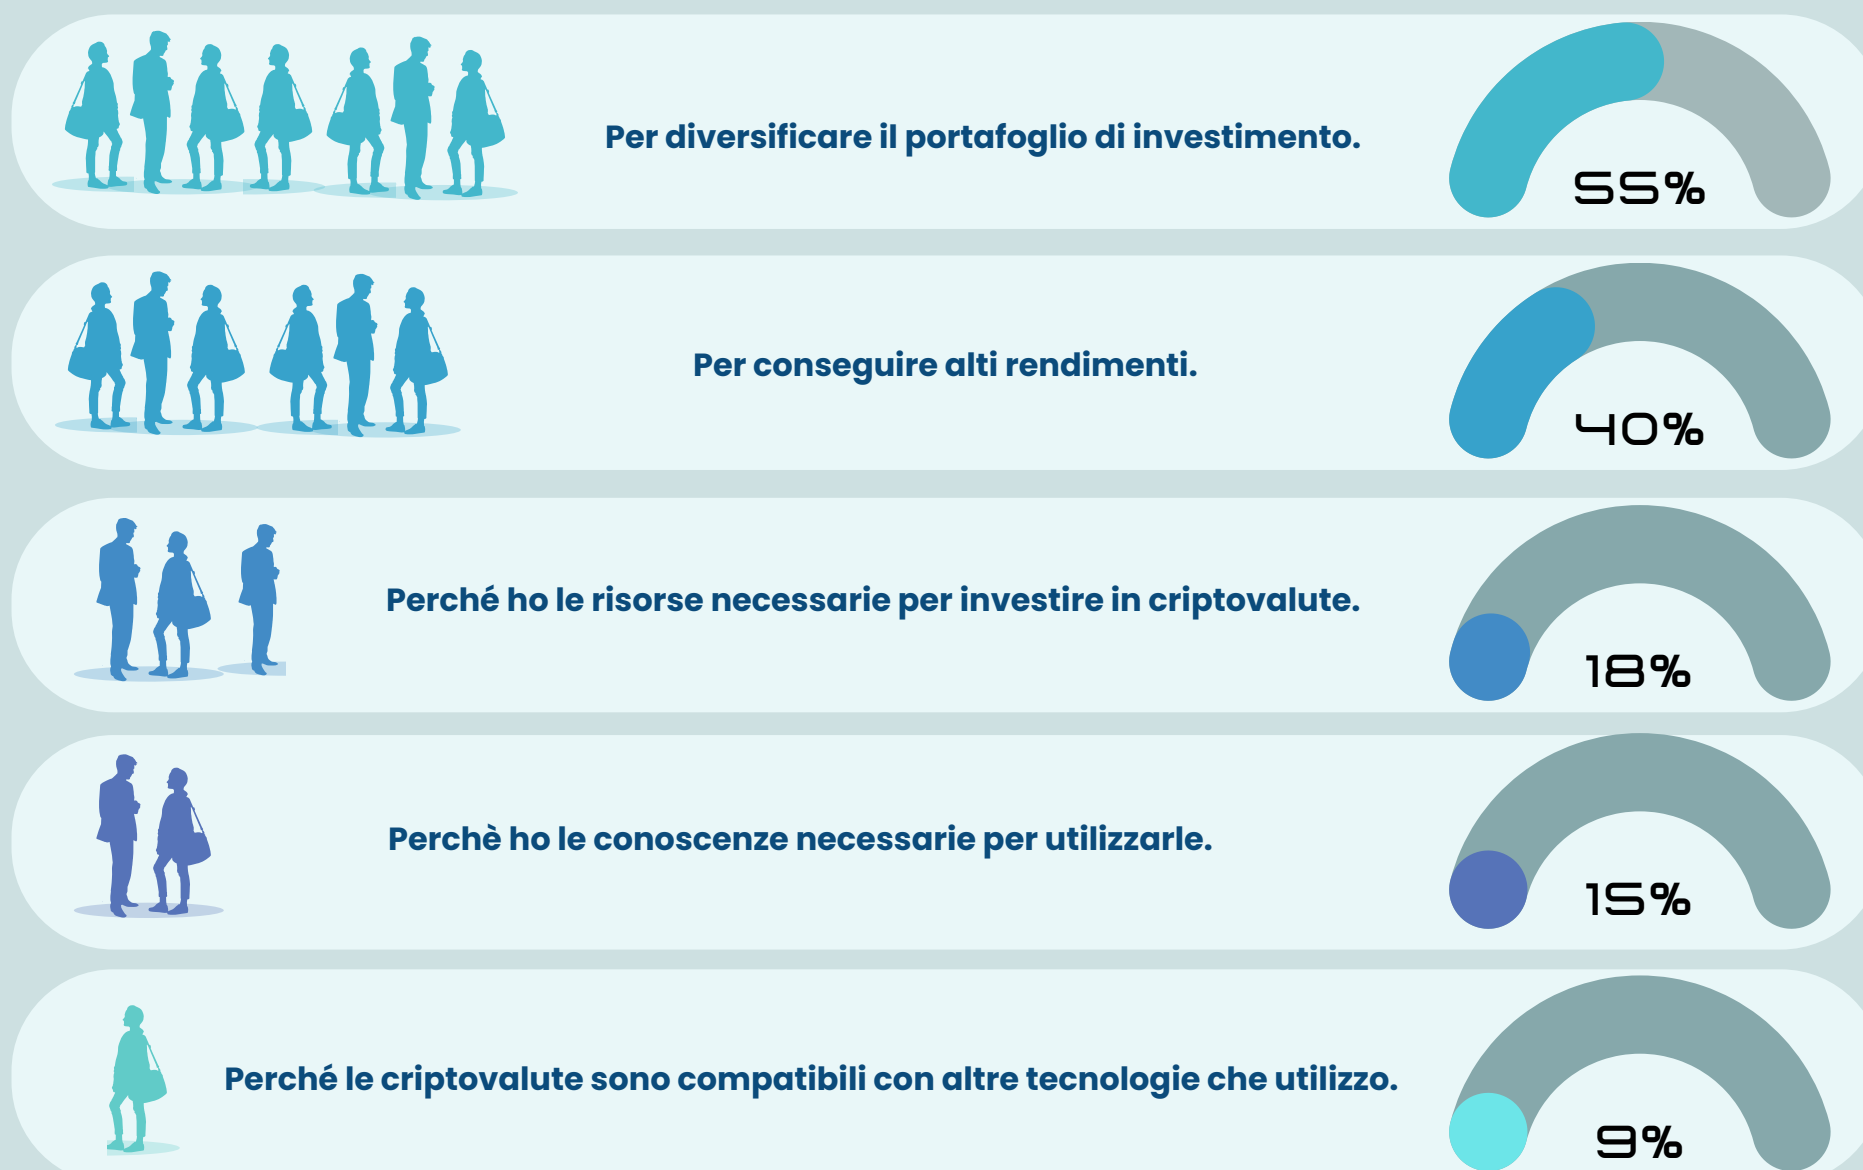 Per diversificare il portafoglio di investimento.
55%
Per conseguire alti rendimenti.
40%
Perché ho le risorse necessarie per investire in criptovalute.
18%
Perchè ho le conoscenze necessarie per utilizzarle.
15%
Perché le criptovalute sono compatibili con altre tecnologie che utilizzo.
9%